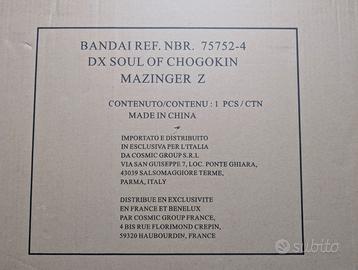 BANDAI REF. NBR. 75752-4
DX SOUL OF CHOGOKIN
MAZINGER Z
CONTENUTO/CONTENU : 1 PCS / CTN
MADE IN CHINA
IMPORTATO E DISTRIBUITO
IN ESCLUSIVA PER L'ITALIA
DA COSMIC GROUP S.R.L
VIA SAN GUISEPPE 7, LOC. PONTE GHIARA,
43039 SALSOMAGGIORE TERME,
PARMA, ITALY
DISTRIBUE EN EXCLUSIVITE
EN FRANCE ET BENELUX
PAR COSMIC GROUP FRANCE,
4 BIS RUE FLORIMOND CREPIN,
59320 HAUBOURDIN, FRANCE
subito